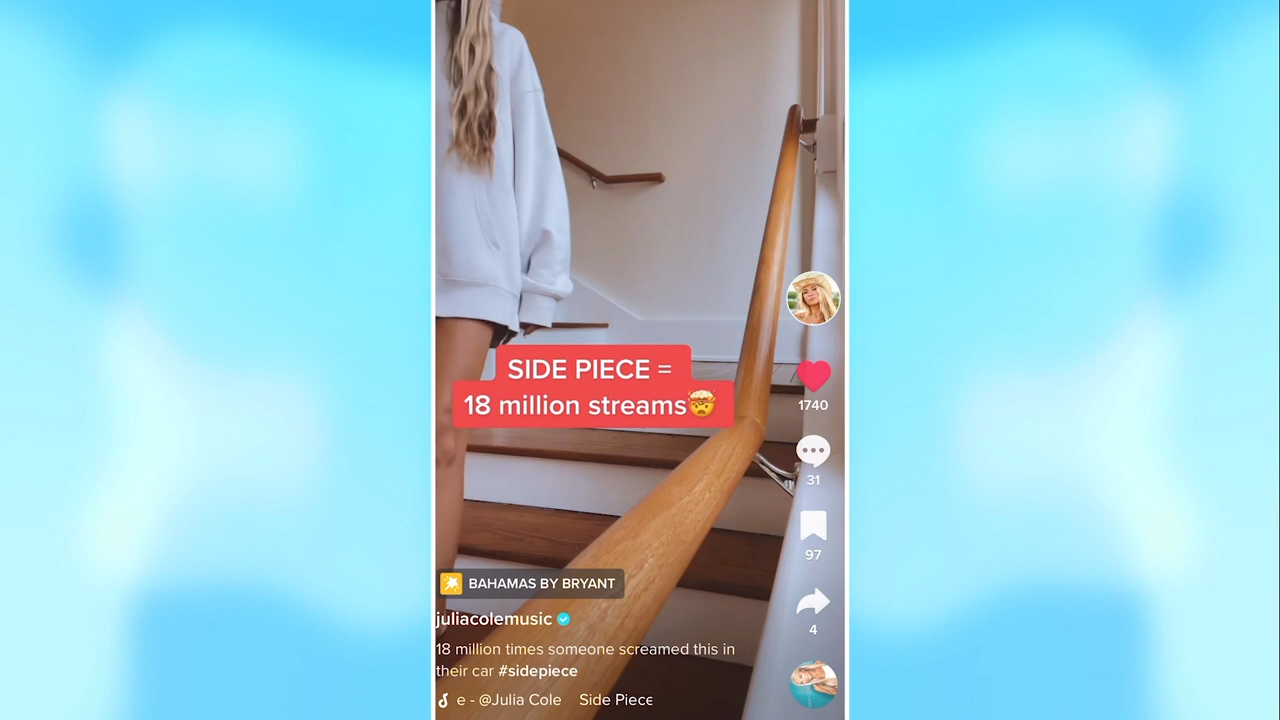 SIDE PIECE =
18 million streams🤯
1740
31
97
4
BAHAMAS BY BRYANT
juliacolemusic
18 million times someone screamed this in
their car #sidepiece
e - @Julia Cole Side Piece